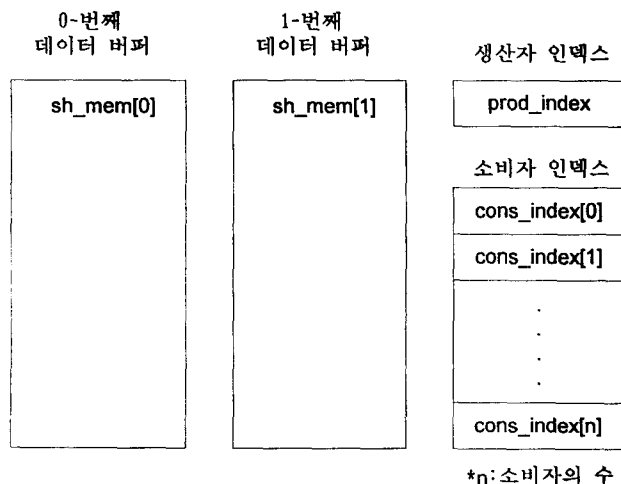 0-번째
데이터 버퍼
sh_mem[0]
1-번째
데이터 버퍼
sh_mem[1]
생산자 인덱스
prod_index
소비자 인덱스
cons_index[0]
cons_index[1]
.
.
.
.
cons_index[n]
*n:소비자의 수